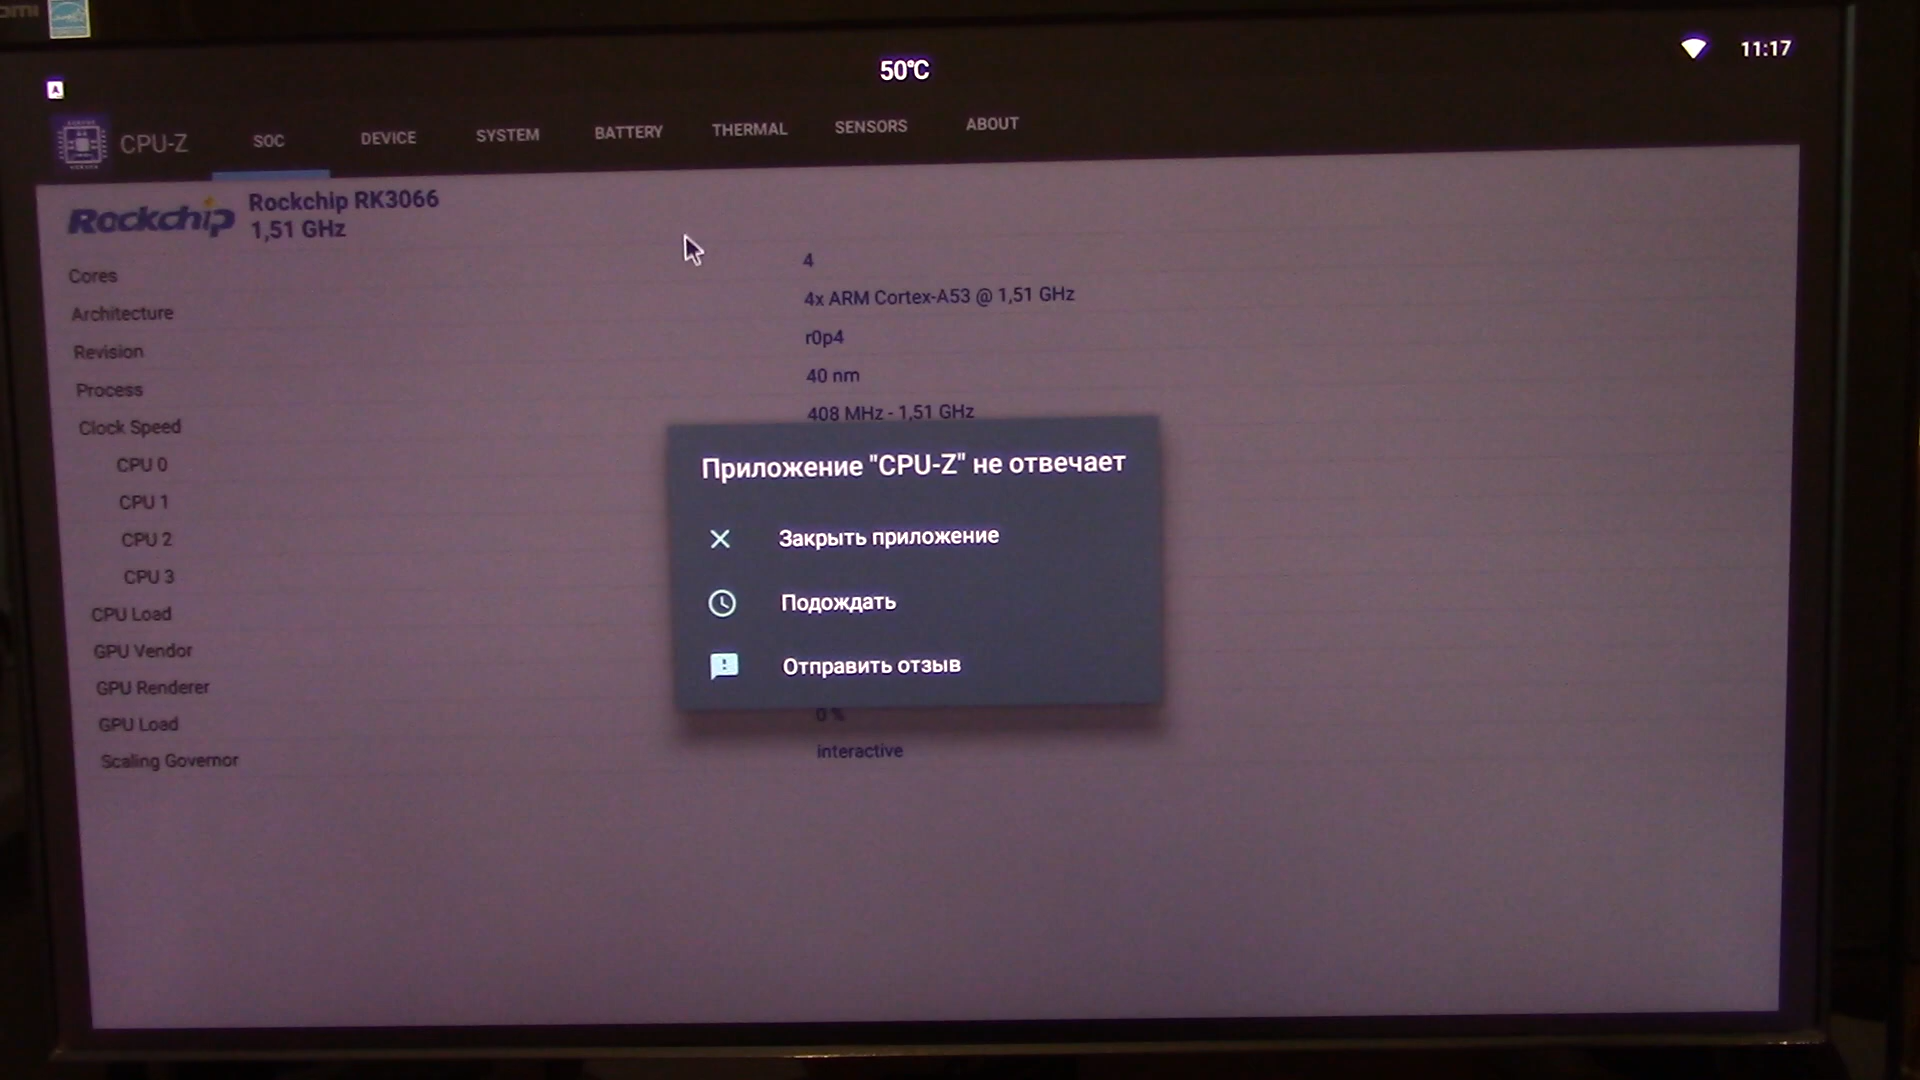 50℃
11:17
A
CPU-Z
SOC
DEVICE
SYSTEM
BATTERY
THERMAL
SENSORS
ABOUT
Rockchip
Rockchip RK3066
1,51 GHz
Cores
4
Architecture
4x ARM Cortex-A53 @ 1,51 GHz
Revision
r0p4
Process
40 nm
Clock Speed
408 MHz - 1,51 GHz
CPU 0
CPU 1
CPU 2
CPU 3
CPU Load
GPU Vendor
GPU Renderer
GPU Load
0 %
Scaling Governor
interactive
Приложение "CPU-Z" не отвечает
Закрыть приложение
Подождать
Отправить отзыв